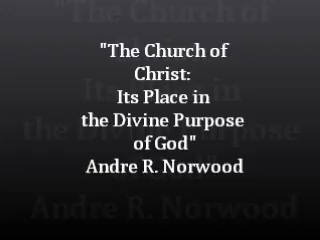 "The Church of
Christ:
Its Place in
the Divine Purpose
of God"
Andre R. Norwood